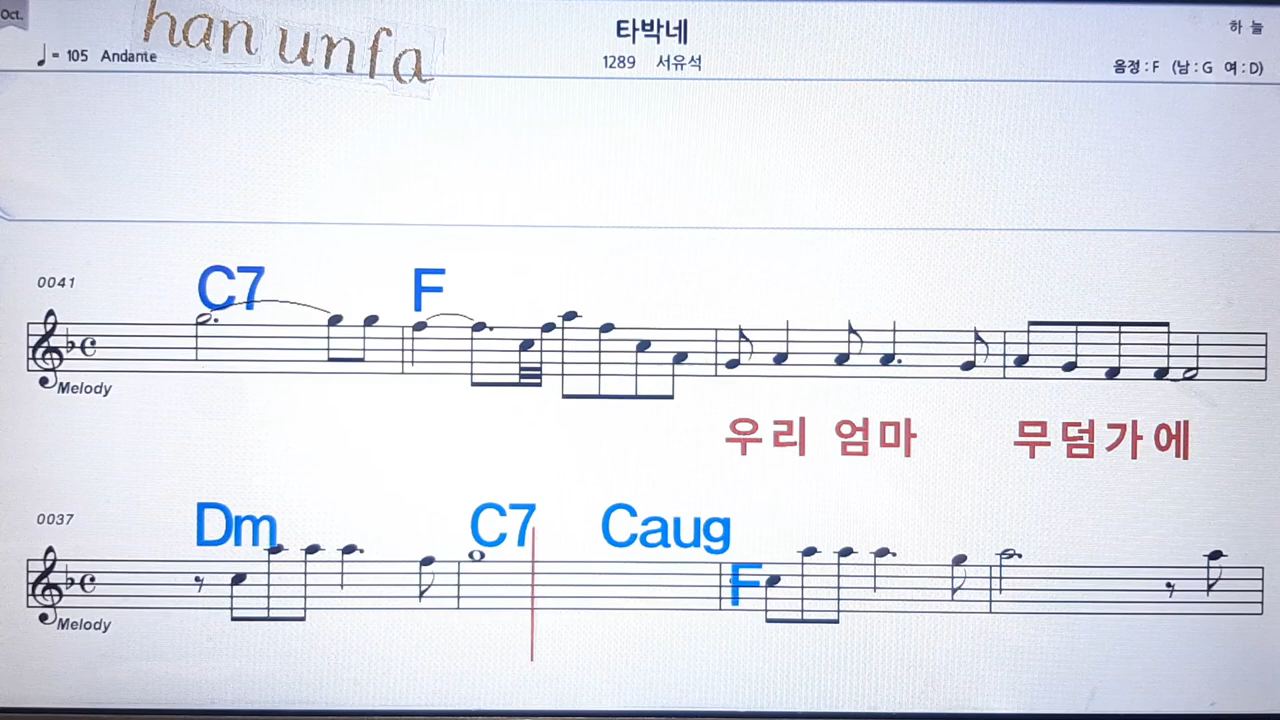 Oct.
han unfa
타박네
하늘
♩= 105 Andante
1289 서유석
음정:F (남:G 여:D)
C7 F
0041
Melody
우리 엄마 무덤가에
Dm C7 Caug
0037
F
Melody